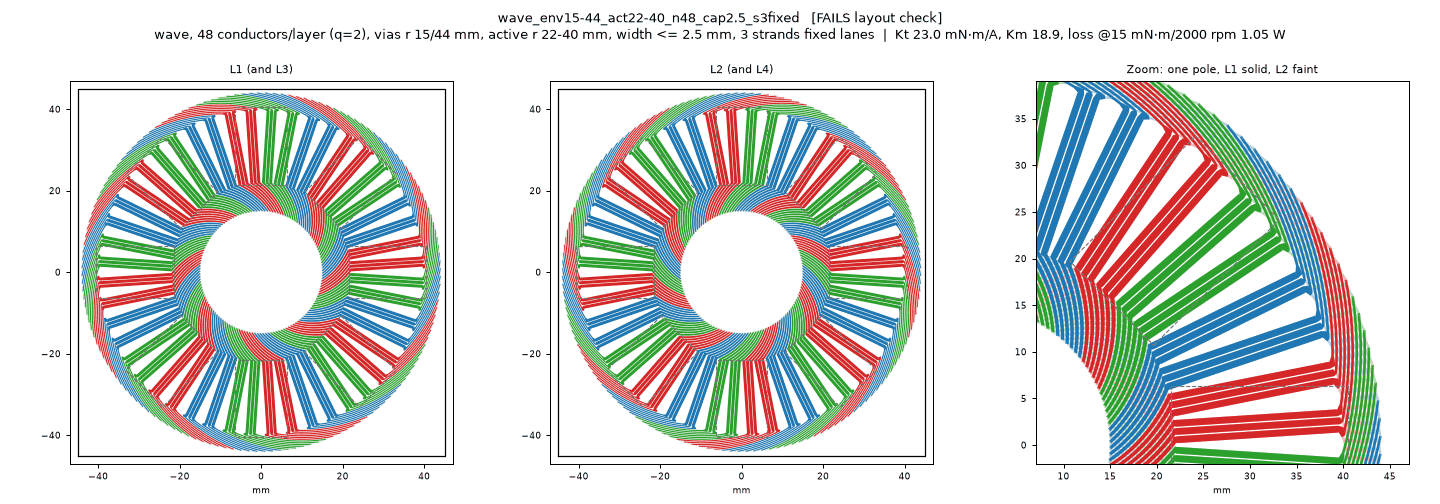 wave_env15-44_act22-40_n48_cap2.5_s3fixed [FAILS layout check]
wave, 48 conductors/layer (q=2), vias r 15/44 mm, active r 22-40 mm, width <= 2.5 mm, 3 strands fixed lanes | Kt 23.0 mN·m/A, Km 18.9, loss @15 mN·m/2000 rpm 1.05 W
L1 (and L3)
40
20
0
−20
−40
−40 −20 0 20 40
mm
L2 (and L4)
40
20
0
−20
−40
−40 −20 0 20 40
mm
Zoom: one pole, L1 solid, L2 faint
35
30
25
20
15
10
5
0
10 15 20 25 30 35 40 45
mm